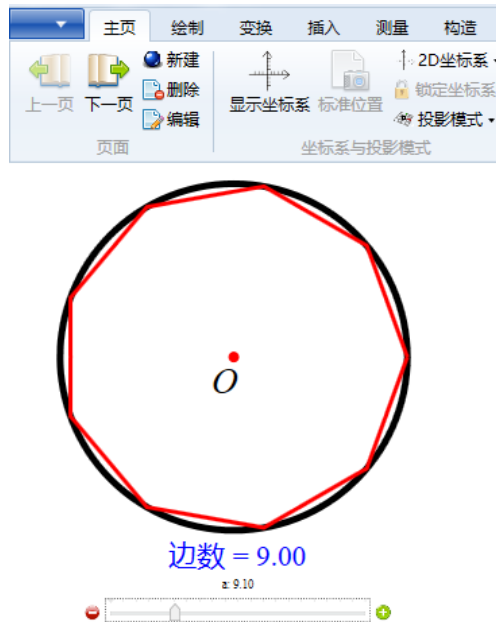 主页 绘制 变换 插入 测量 构造
新建
删除
编辑
上一页 下一页
页面
显示坐标系 标准位置
2D坐标系
锁定坐标系
投影模式
坐标系与投影模式
O
边数 = 9.00
a: 9.10